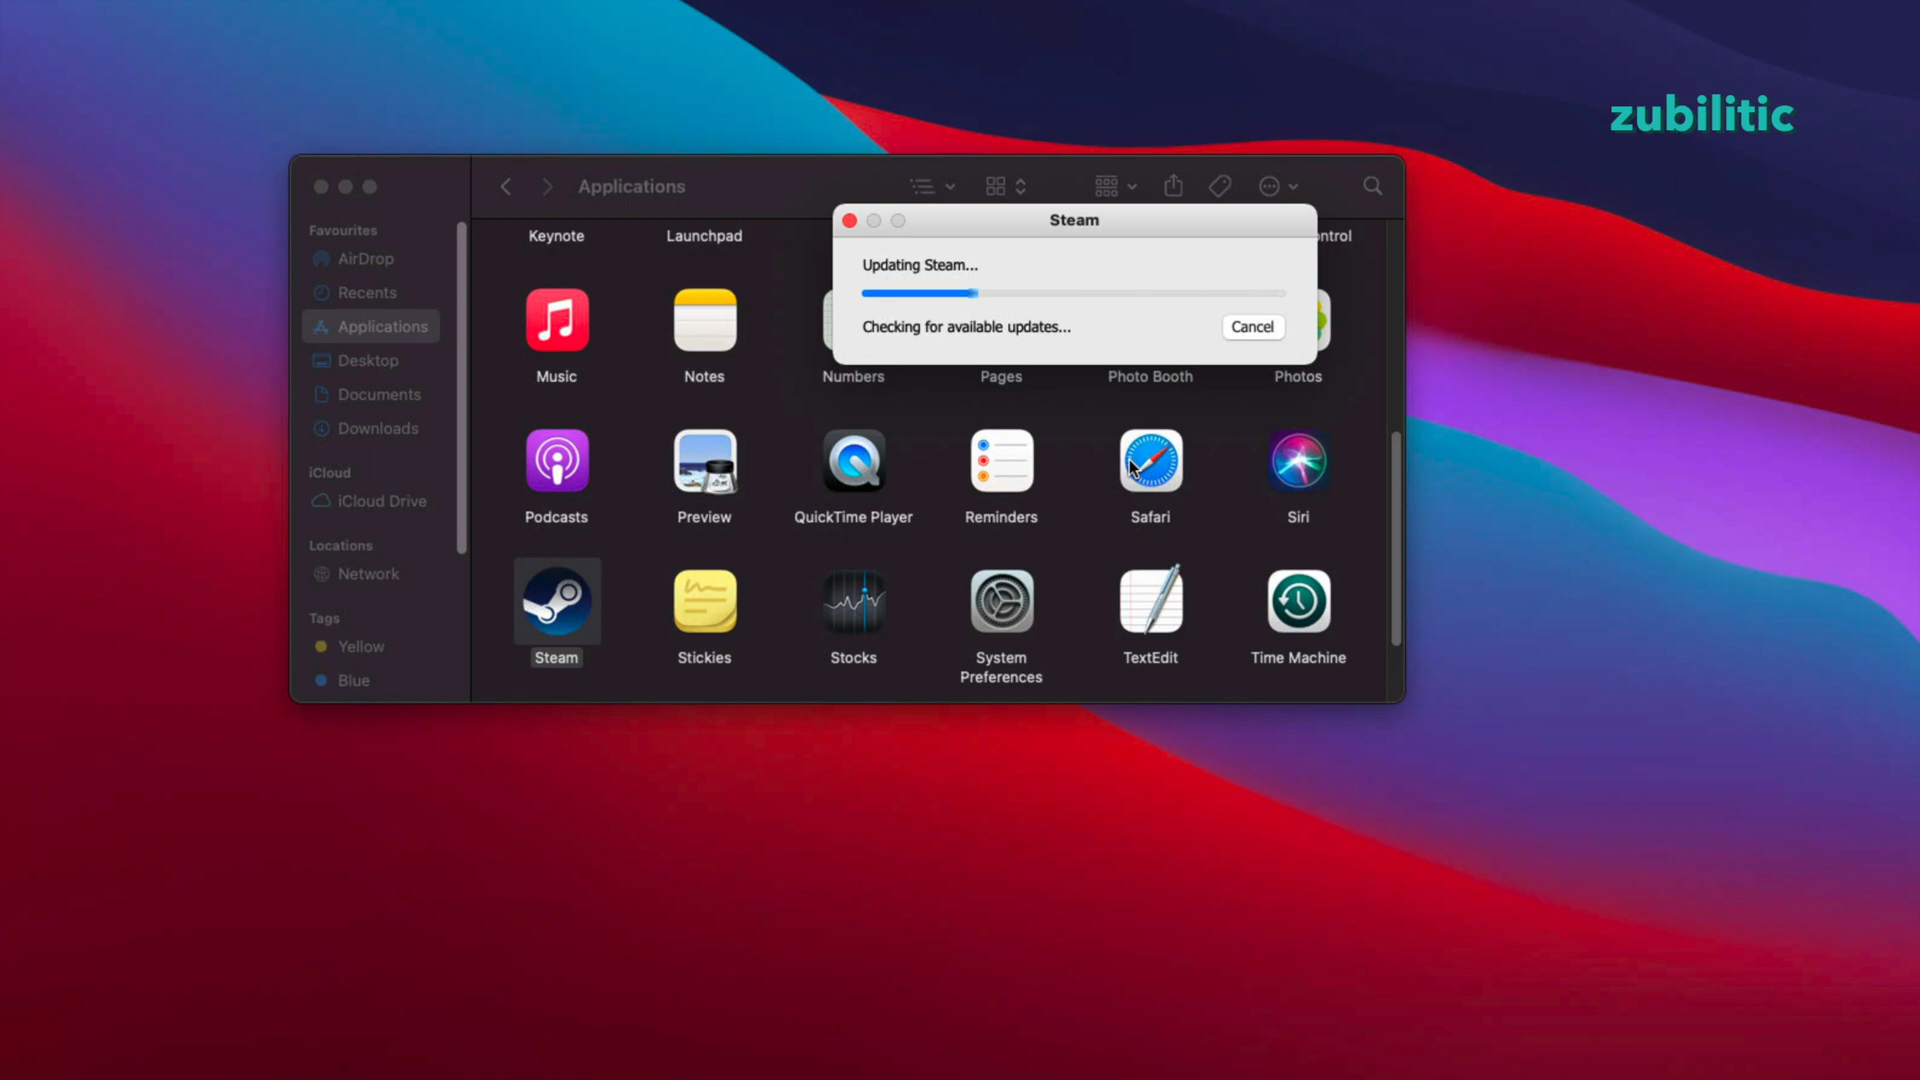 zubilitic
Applications
Favourites
AirDrop
Recents
Applications
Desktop
Documents
Downloads
iCloud
iCloud Drive
Locations
Network
Tags
Yellow
Blue
Keynote
Launchpad
ontrol
Steam
Updating Steam...
Checking for available updates...
Cancel
Music
Notes
Numbers
Pages
Photo Booth
Photos
Podcasts
Preview
QuickTime Player
Reminders
Safari
Siri
Steam
Stickies
Stocks
System
Preferences
TextEdit
Time Machine